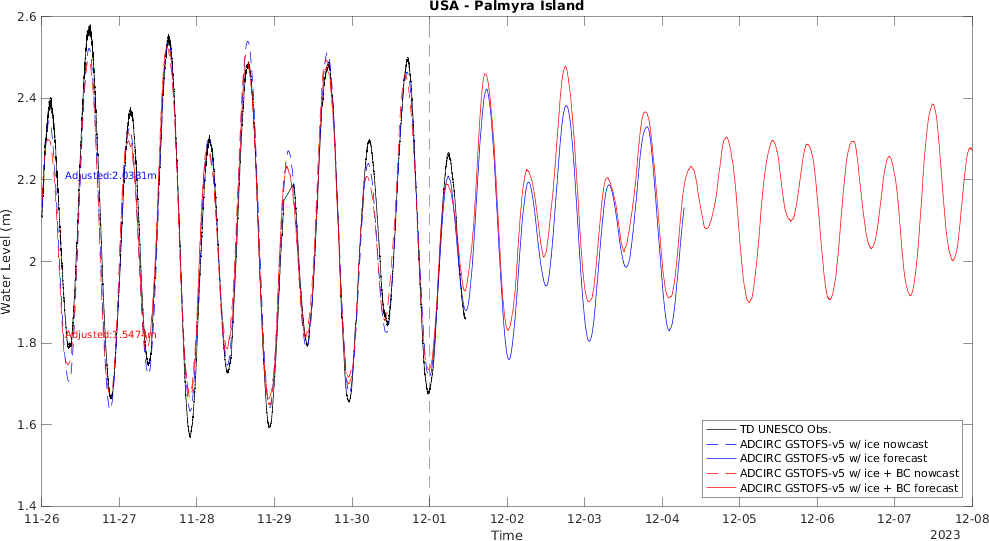 USA - Palmyra Island
2.6
2.4
2.2
2
1.8
1.6
1.4
Water Level (m)
Adjusted:2.0381m
11-26
11-27
11-28
11-29
11-30
12-01
12-02
12-03
12-04
12-05
12-06
12-07
12-08
Time
2023
TD UNESCO Obs.
ADCIRC GSTOFS-v5 w/ ice nowcast
ADCIRC GSTOFS-v5 w/ ice forecast
ADCIRC GSTOFS-v5 w/ ice + BC nowcast
ADCIRC GSTOFS-v5 w/ ice + BC forecast